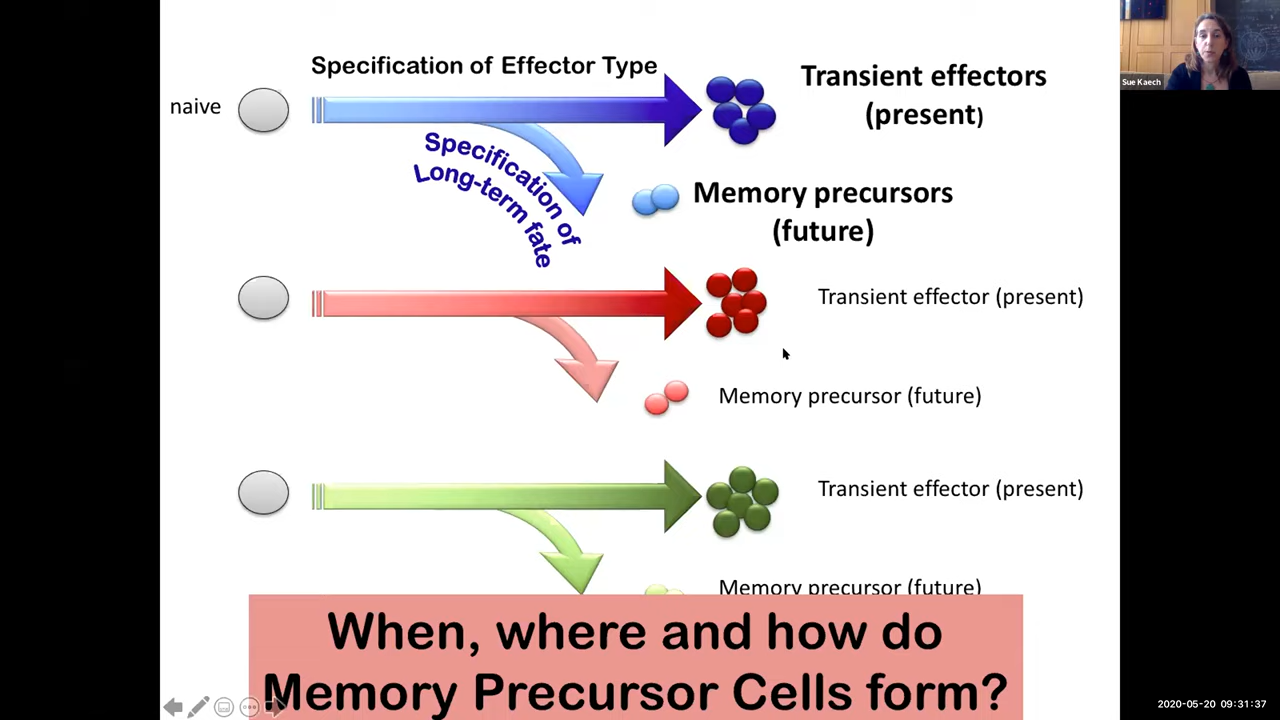 Sue Kaech
Specification of Effector Type
naive
Transient effectors
(present)
Specification of
Long-term fate
Memory precursors
(future)
Transient effector (present)
Memory precursor (future)
Transient effector (present)
Memory precursor (future)
When, where and how do
Memory Precursor Cells form?
2020-05-20 09:31:37